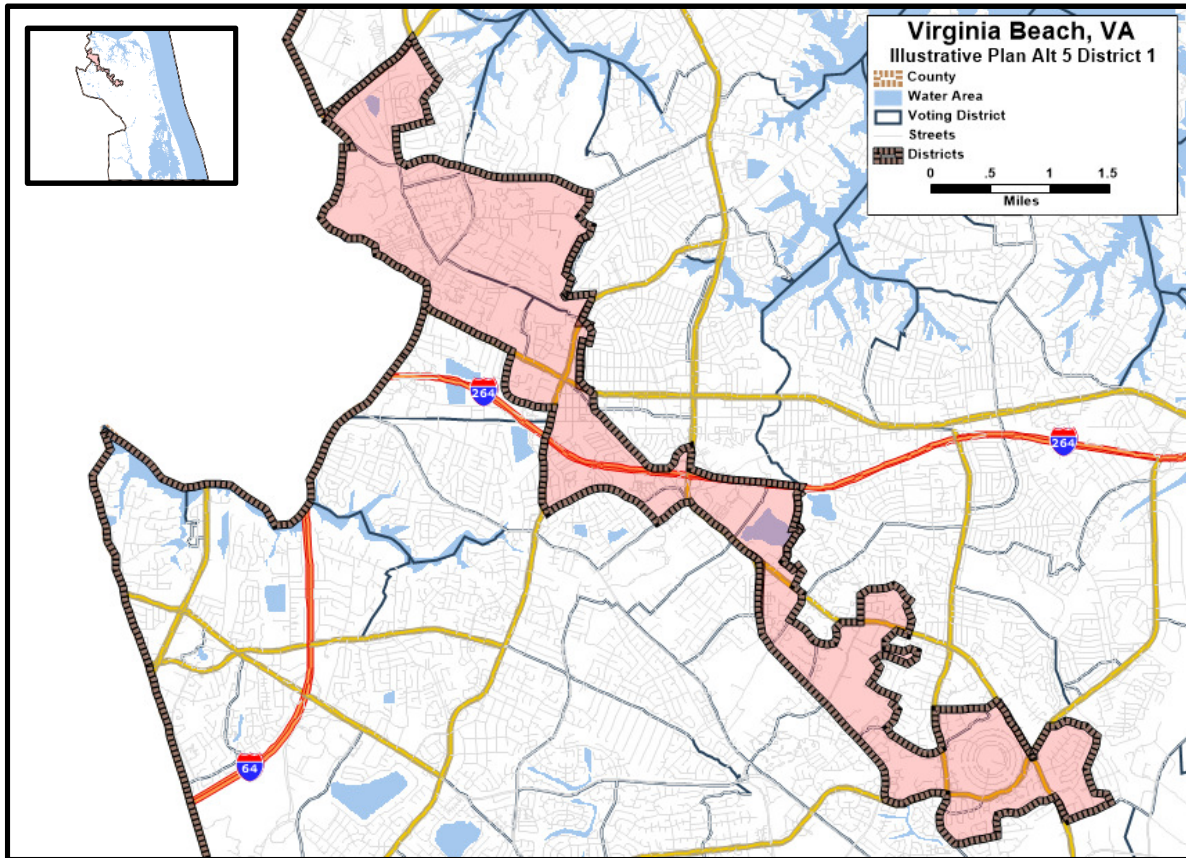 Virginia Beach, VA
Illustrative Plan Alt 5 District 1
County
Water Area
Voting District
Streets
Districts
0 .5 1 1.5
Miles
264
264
64